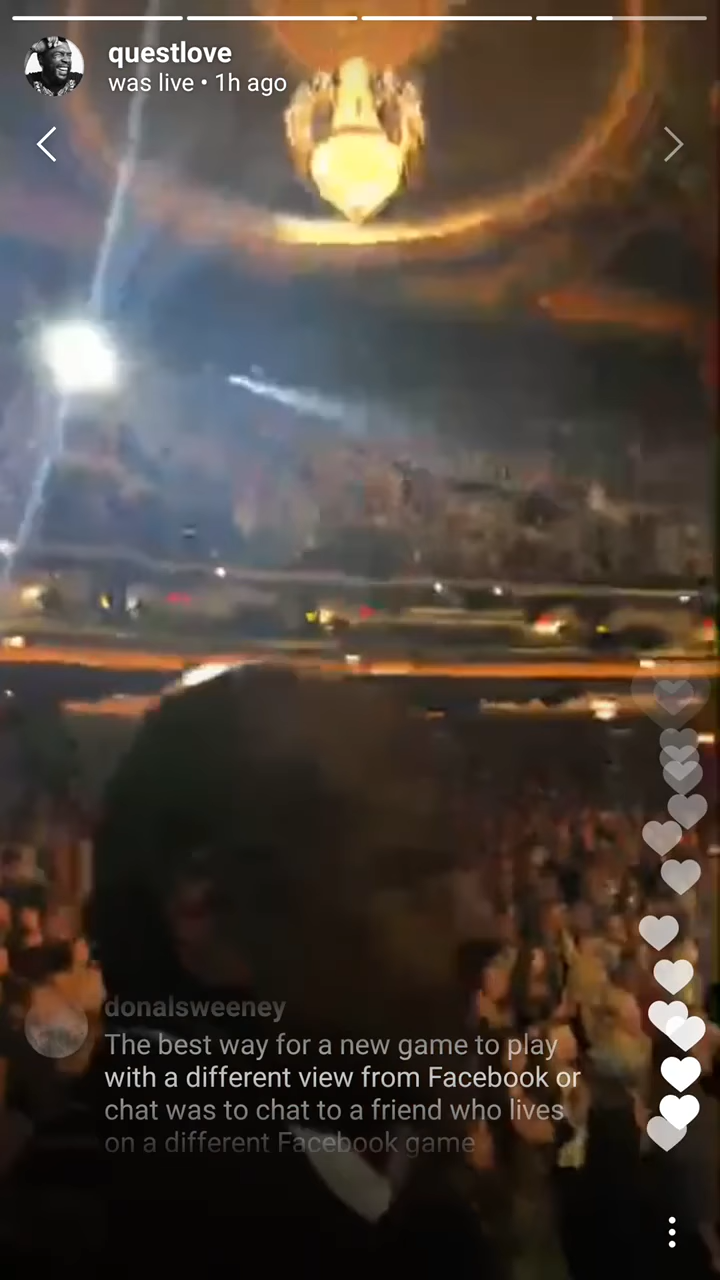 questlove
was live • 1h ago
donalsweeney
The best way for a new game to play
with a different view from Facebook or
chat was to chat to a friend who lives
on a different Facebook game